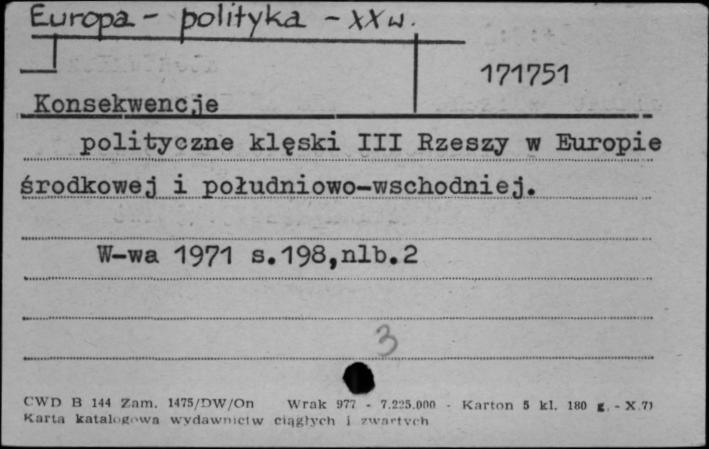 Europa - polityka - XX w.
171751
Konsekwencje
polityczne klęski III Rzeszy w Europie
środkowej i południowo-wschodniej.
W-wa 1971 s.198,nlb.2
3
CWD B 144 Zam. 1475/DW/On Wrak 977 - 7.225.000 - Karton 5 kl. 180 g. - X.71
Karta katalogowa wydawnictw ciągłych i zwartych